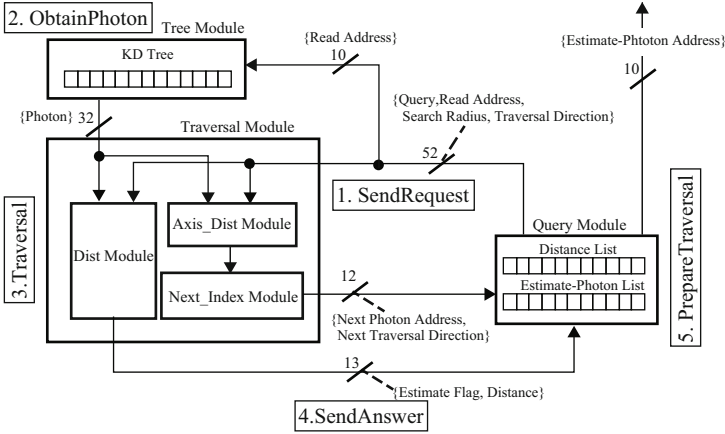 2. ObtainPhoton
Tree Module
KD Tree
{Read Address}
10
{Estimate-Phtoton Address}
10
{Photon}
32
Traversal Module
{Query,Read Address,
Search Radius, Traversal Direction}
52
1. SendRequest
3.Traversal
Dist Module
Axis_Dist Module
Next_Index Module
Query Module
Distance List
Estimate-Photon List
5. PrepareTraversal
12
{Next Photon Address,
Next Traversal Direction}
13
{Estimate Flag, Distance}
4.SendAnswer